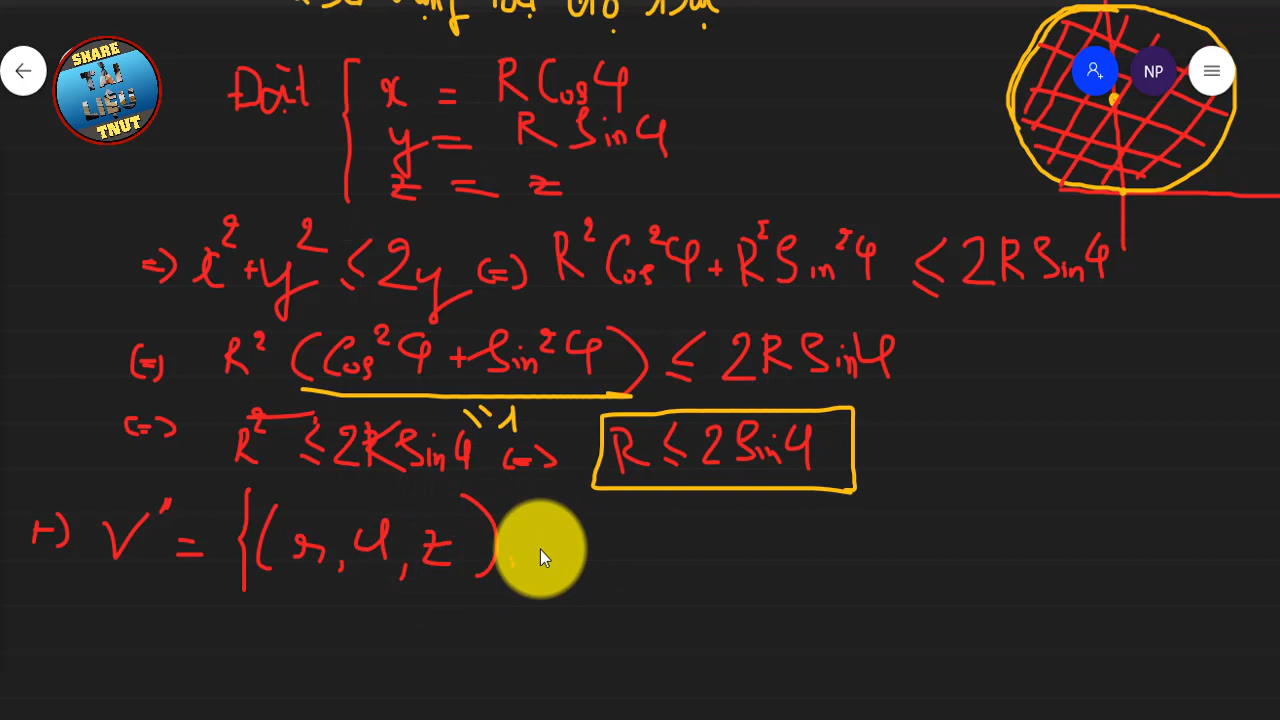 SHARE
TÀI
LIỆU
TNUT
NP
Đặt { x = R Cos φ
y = R Sin φ
z = z
=> x² + y² ≤ 2y <=> R² Cos² φ + R² Sin² φ ≤ 2R Sin φ
<=> R² (Cos² φ + Sin² φ) ≤ 2R Sin φ
<=> R² ≤ 2R Sin φ <=> R ≤ 2 Sin φ
= 1
+) V' = {(r, φ, z)